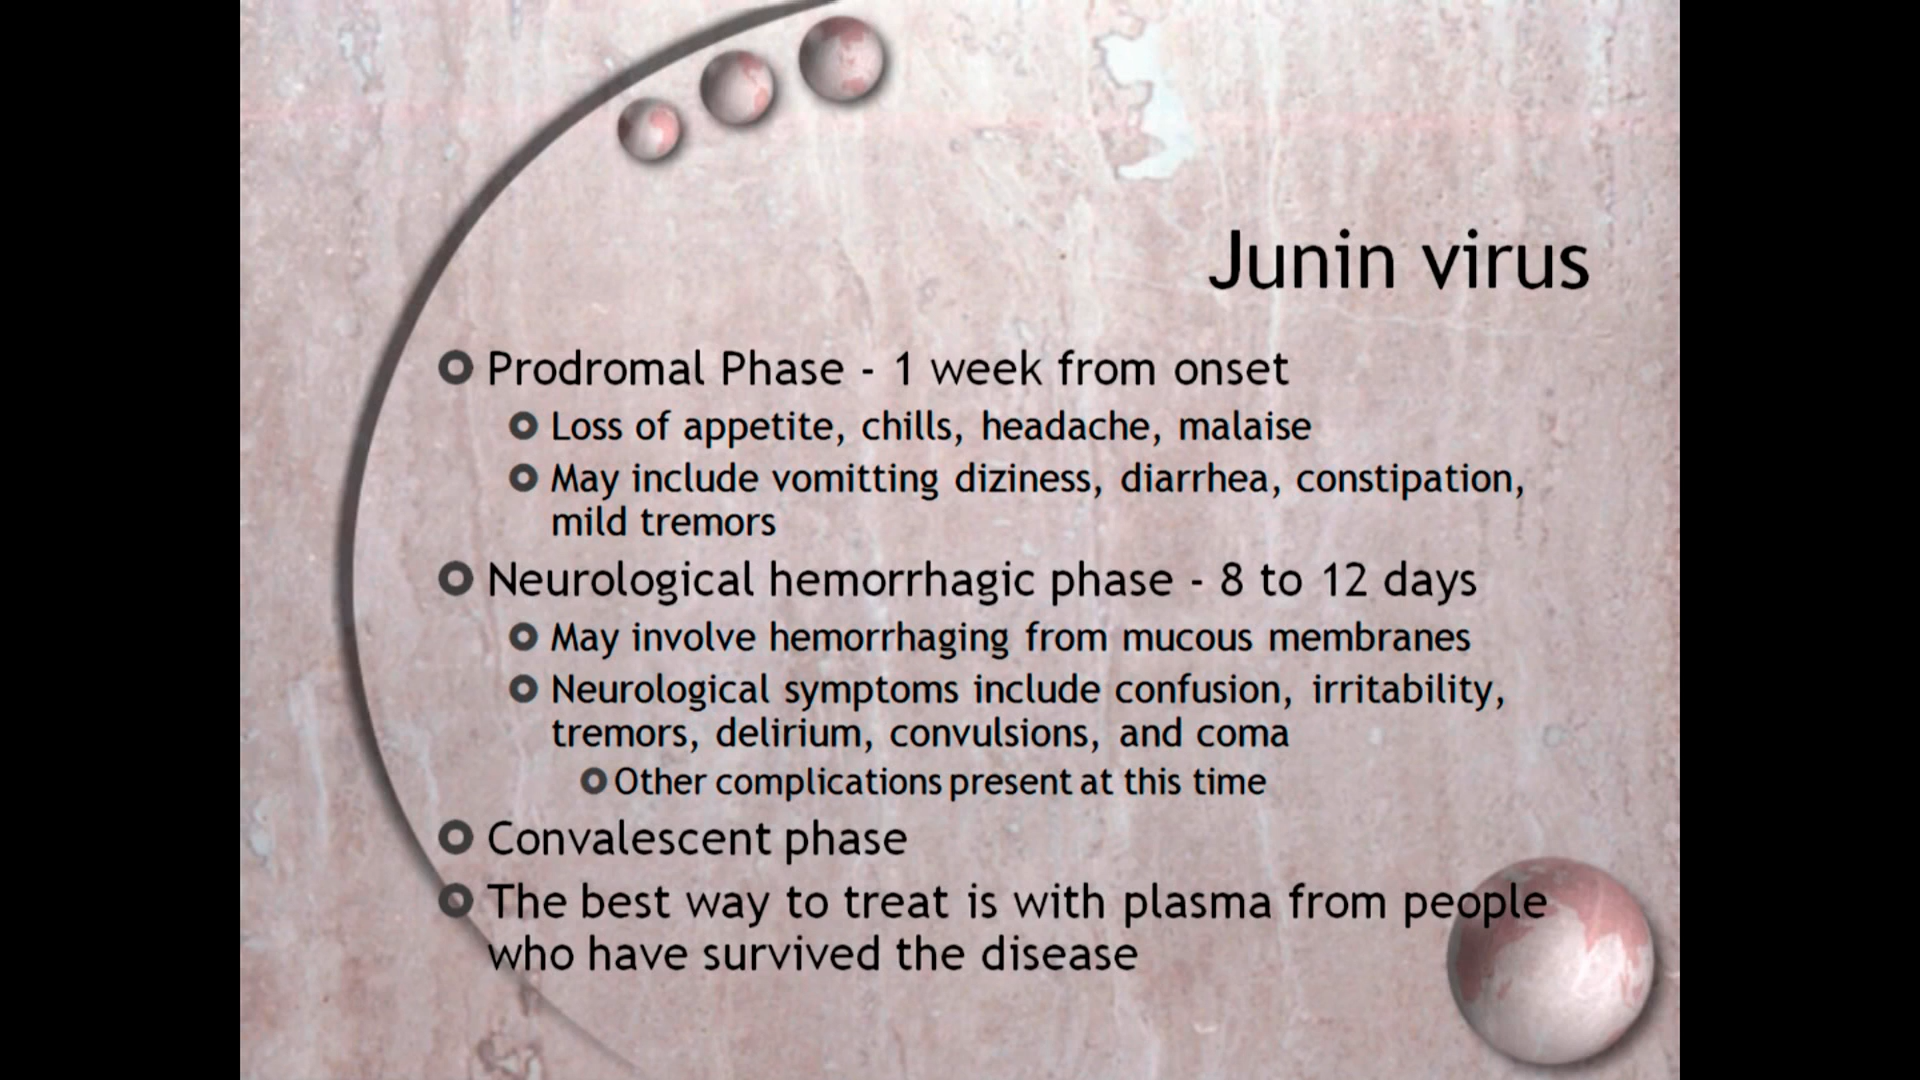 Junin virus
Prodromal Phase - 1 week from onset
Loss of appetite, chills, headache, malaise
May include vomitting diziness, diarrhea, constipation,
mild tremors
Neurological hemorrhagic phase - 8 to 12 days
May involve hemorrhaging from mucous membranes
Neurological symptoms include confusion, irritability,
tremors, delirium, convulsions, and coma
Other complications present at this time
Convalescent phase
The best way to treat is with plasma from people
who have survived the disease